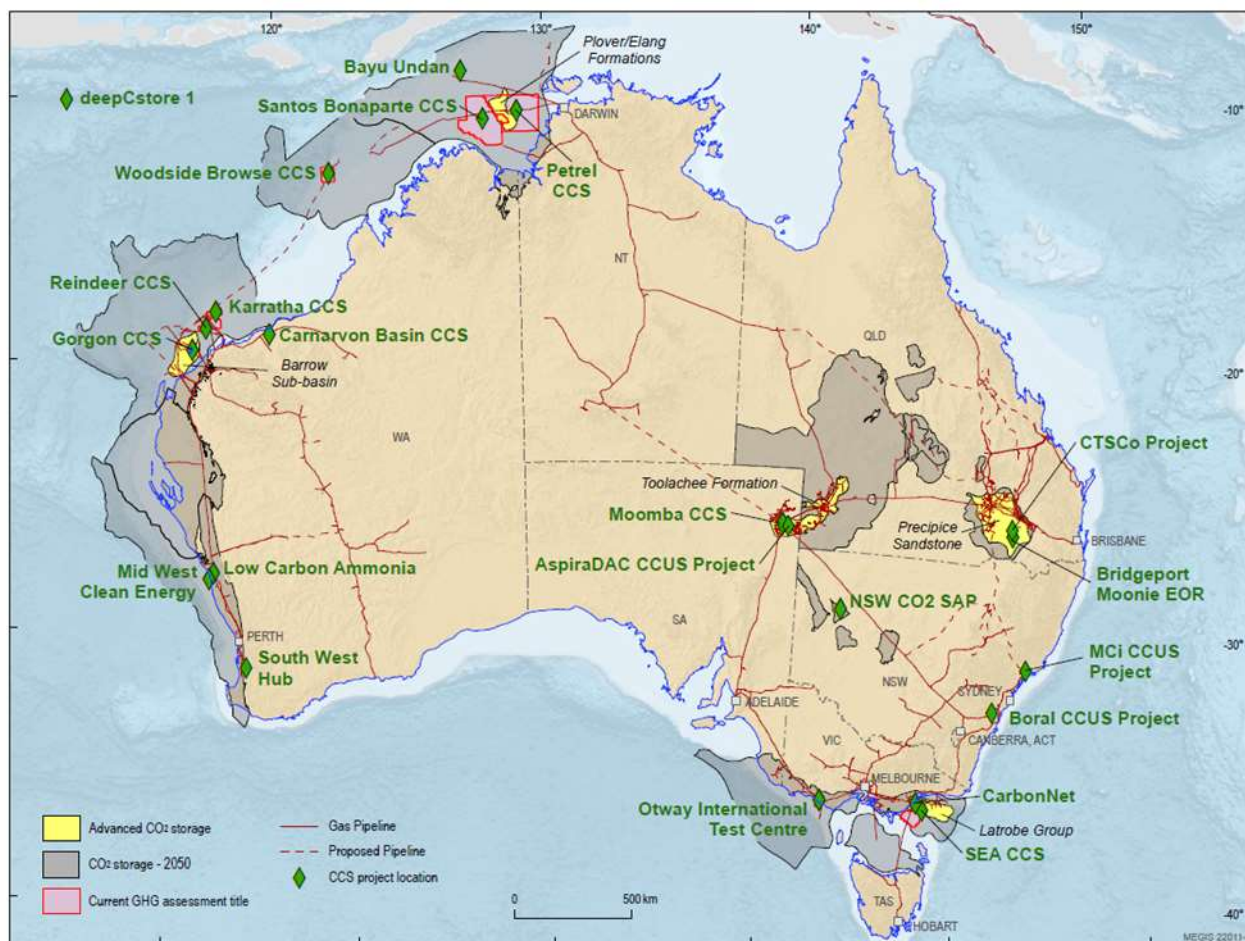 120°
130°
140°
150°
Plover/Elang
Formations
Bayu Undan
deepCstore 1
Santos Bonaparte CCS
DARWIN
-10°
Woodside Browse CCS
Petrel
CCS
NT
Reindeer CCS
Karratha CCS
Gorgon CCS
Carnarvon Basin CCS
QLD
Barrow
Sub-basin
-20°
WA
CTSCo Project
Toolachee Formation
Moomba CCS
Precipice
Sandstone
BRISBANE
AspiraDAC CCUS Project
Mid West
Clean Energy
Low Carbon Ammonia
Bridgeport
Moonie EOR
NSW CO2 SAP
SA
PERTH
-30°
South West
Hub
MCi CCUS
Project
NSW
SYDNEY
ADELAIDE
Boral CCUS Project
VIC
CANBERRA, ACT
MELBOURNE
Otway International
Test Centre
CarbonNet
Latrobe Group
SEA CCS
Advanced CO2 storage
CO2 storage - 2050
Current GHG assessment title
Gas Pipeline
Proposed Pipeline
CCS project location
0
500 km
TAS
HOBART
-40°